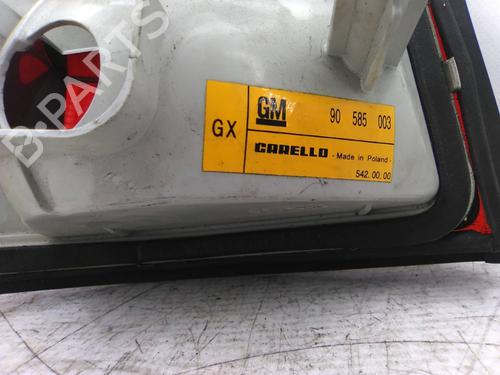 B-PARTS
GM 90 585 003
GX
CARELLO - Made in Poland -
542.00.00